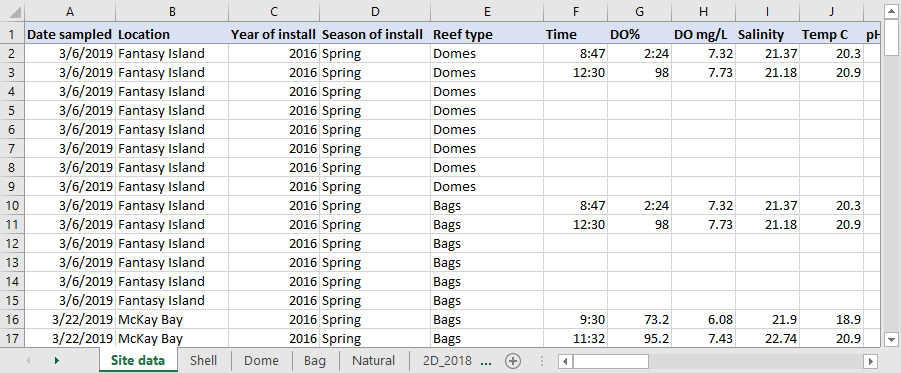 A B C D E F G H I J
1 Date sampled Location Year of install Season of install Reef type Time DO% DO mg/L Salinity Temp C pH
2 3/6/2019 Fantasy Island 2016 Spring Domes 8:47 2:24 7.32 21.37 20.3
3 3/6/2019 Fantasy Island 2016 Spring Domes 12:30 98 7.73 21.18 20.9
4 3/6/2019 Fantasy Island 2016 Spring Domes
5 3/6/2019 Fantasy Island 2016 Spring Domes
6 3/6/2019 Fantasy Island 2016 Spring Domes
7 3/6/2019 Fantasy Island 2016 Spring Domes
8 3/6/2019 Fantasy Island 2016 Spring Domes
9 3/6/2019 Fantasy Island 2016 Spring Domes
10 3/6/2019 Fantasy Island 2016 Spring Bags 8:47 2:24 7.32 21.37 20.3
11 3/6/2019 Fantasy Island 2016 Spring Bags 12:30 98 7.73 21.18 20.9
12 3/6/2019 Fantasy Island 2016 Spring Bags
13 3/6/2019 Fantasy Island 2016 Spring Bags
14 3/6/2019 Fantasy Island 2016 Spring Bags
15 3/6/2019 Fantasy Island 2016 Spring Bags
16 3/22/2019 McKay Bay 2016 Spring Bags 9:30 73.2 6.08 21.9 18.9
17 3/22/2019 McKay Bay 2016 Spring Bags 11:32 95.2 7.43 22.74 20.9
Site data Shell Dome Bag Natural 2D_2018 ...